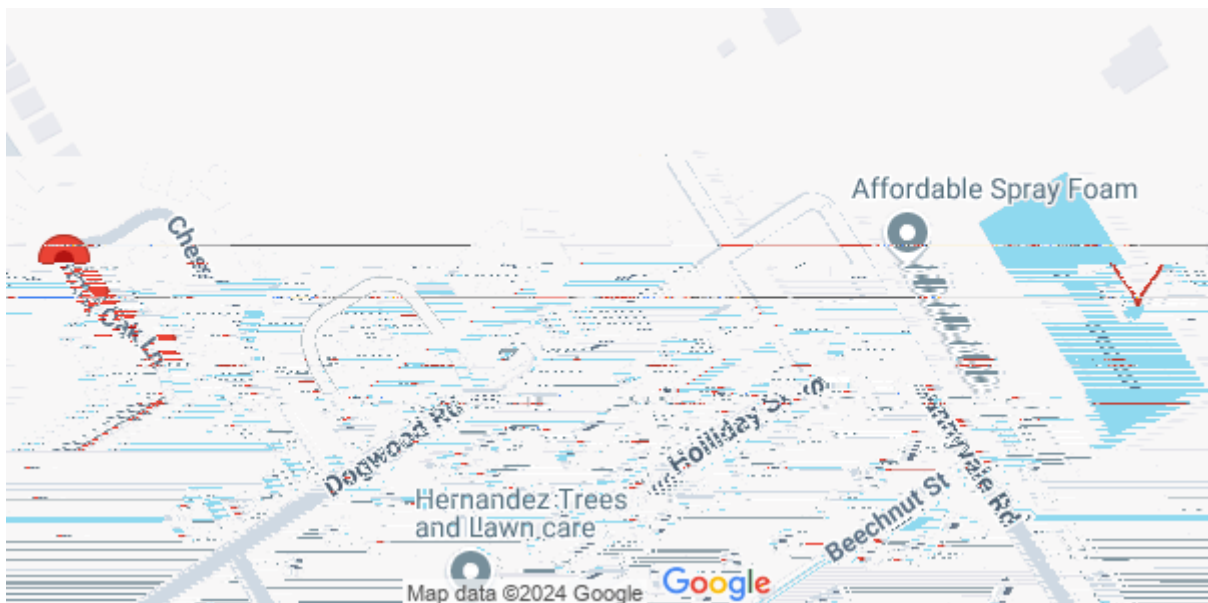 Affordable Spray Foam
Ches
Dogwood Rd
Holliday St
Hernandez Trees
and Lawn care
Beechnut St
Map data ©2024 Google
Google